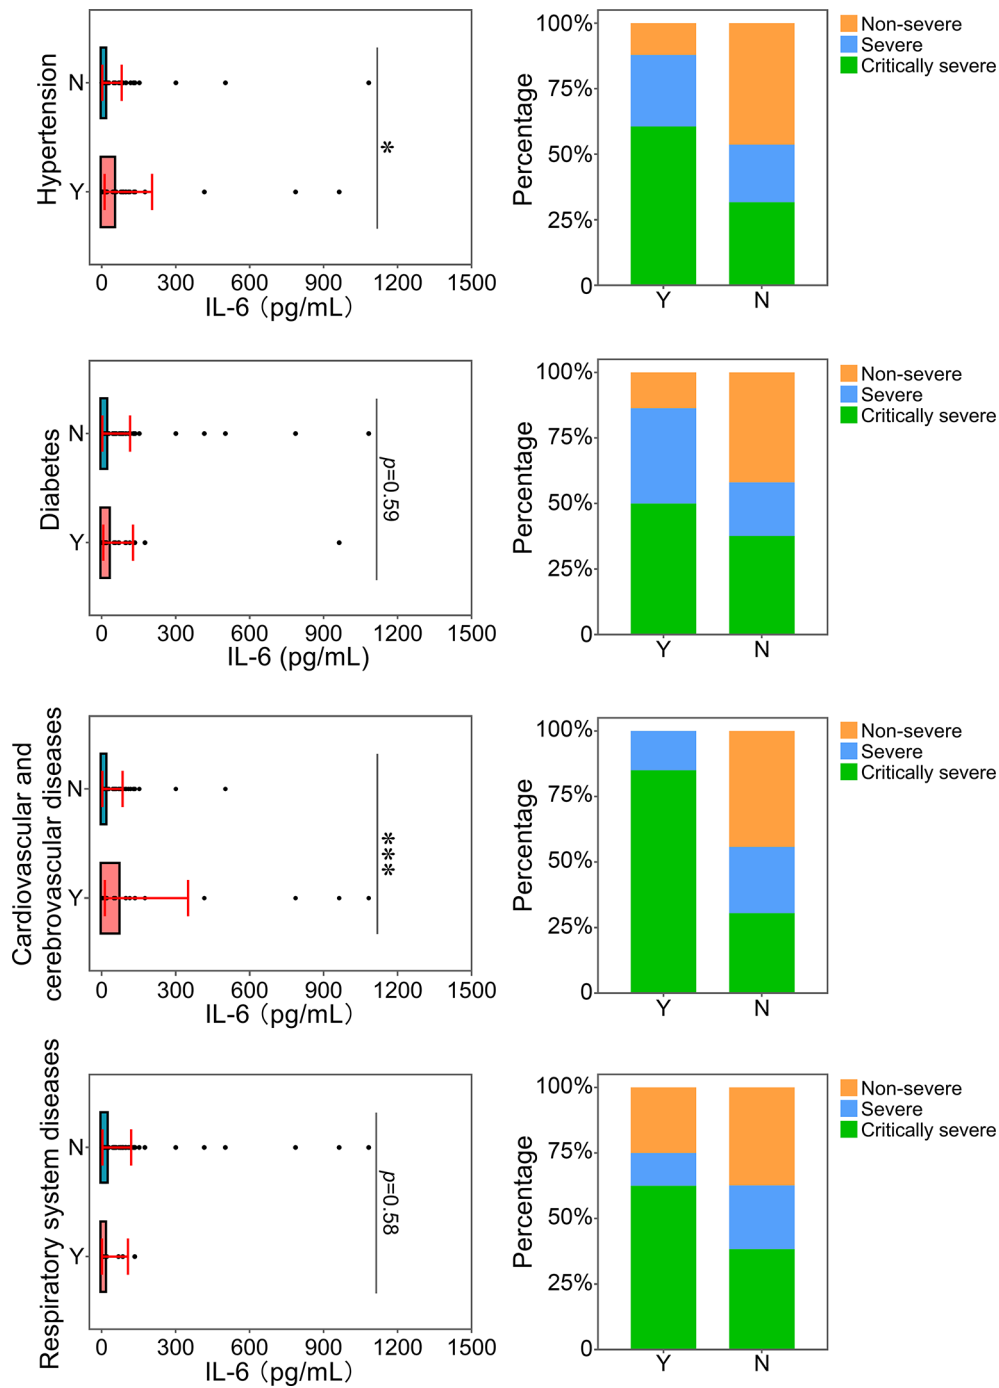 Hypertension
N
Y
*
0 300 600 900 1200 1500
IL-6（pg/mL）
Percentage
100%
75%
50%
25%
0
Y N
Non-severe
Severe
Critically severe
Diabetes
N
Y
p=0.59
0 300 600 900 1200 1500
IL-6 (pg/mL)
Percentage
100%
75%
50%
25%
0
Y N
Non-severe
Severe
Critically severe
Cardiovascular and
cerebrovascular diseases
N
Y
***
0 300 600 900 1200 1500
IL-6（pg/mL）
Percentage
100%
75%
50%
25%
0
Y N
Non-severe
Severe
Critically severe
Respiratory system diseases
N
Y
p=0.58
0 300 600 900 1200 1500
IL-6（pg/mL）
Percentage
100%
75%
50%
25%
0
Y N
Non-severe
Severe
Critically severe